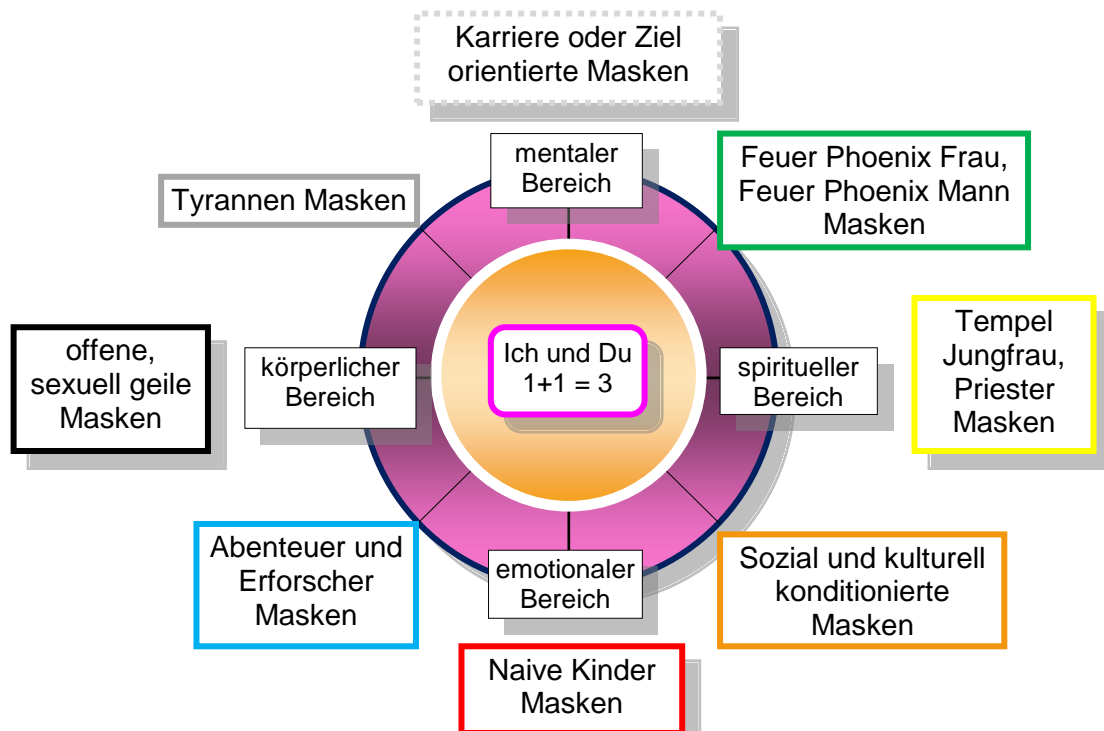 Karriere oder Ziel
orientierte Masken
mentaler
Bereich
Feuer Phoenix Frau,
Feuer Phoenix Mann
Masken
Tyrannen Masken
offene,
sexuell geile
Masken
körperlicher
Bereich
Ich und Du
1+1 = 3
spiritueller
Bereich
Tempel
Jungfrau,
Priester
Masken
Abenteuer und
Erforscher
Masken
emotionaler
Bereich
Sozial und kulturell
konditionierte
Masken
Naive Kinder
Masken